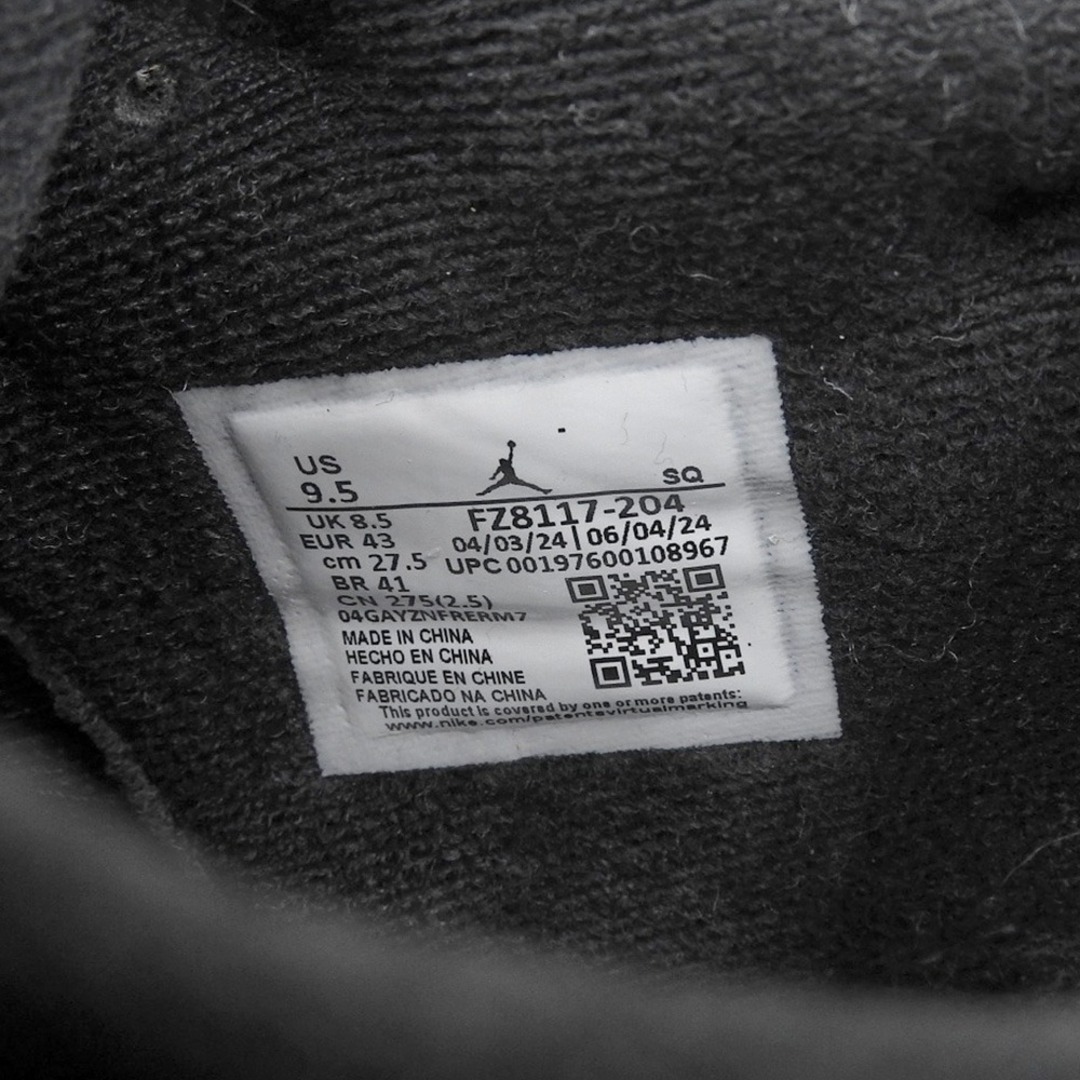 US
9.5
SQ
UK 8.5
FZ8117-204
EUR 43
04/03/24 | 06/04/24
cm 27.5
UPC 00197600108967
BR 41
CN 275(2.5)
04GAYZNFRERM7
MADE IN CHINA
HECHO EN CHINA
FABRIQUE EN CHINE
FABRICADO NA CHINA
This product is covered by one or more patents:
www.nike.com/patentsvirtualmarking